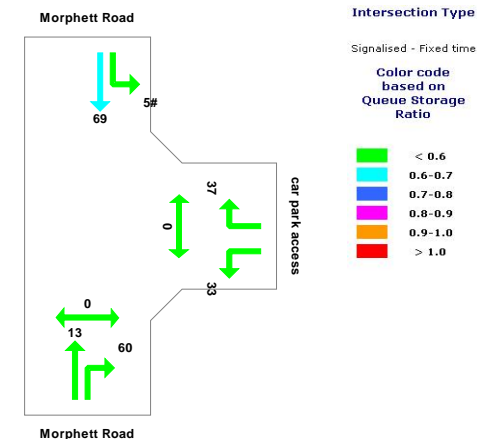 Morphett Road
Intersection Type
Signalised - Fixed time
Color code
based on
Queue Storage
Ratio
< 0.6
0.6-0.7
0.7-0.8
0.8-0.9
0.9-1.0
> 1.0
5#
69
37
0
33
car park access
0
13
60
Morphett Road